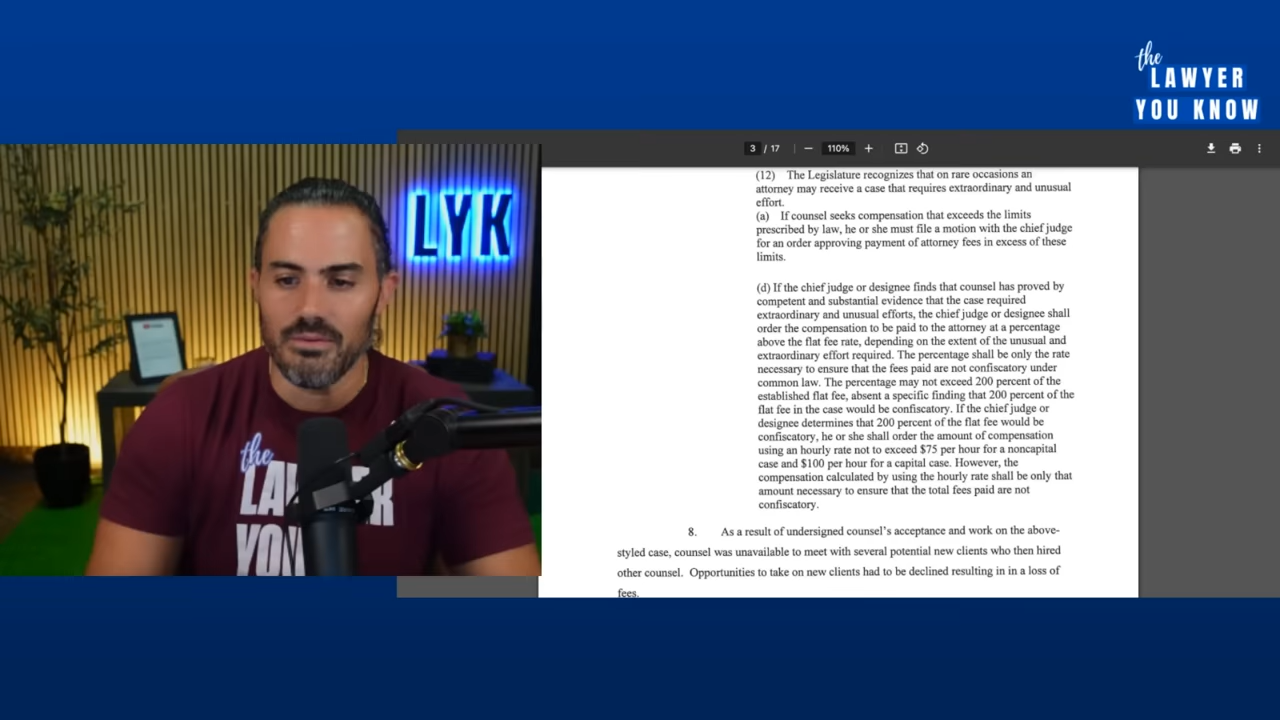 the
LAWYER
YOU KNOW
3 / 17
110%
LYK
the
LAWYER
YOU
(12) The Legislature recognizes that on rare occasions an
attorney may receive a case that requires extraordinary and unusual
effort.
(a) If counsel seeks compensation that exceeds the limits
prescribed by law, he or she must file a motion with the chief judge
for an order approving payment of attorney fees in excess of these
limits.
(d) If the chief judge or designee finds that counsel has proved by
competent and substantial evidence that the case required
extraordinary and unusual efforts, the chief judge or designee shall
order the compensation to be paid to the attorney at a percentage
above the flat fee rate, depending on the extent of the unusual and
extraordinary effort required. The percentage shall be only the rate
necessary to ensure that the fees paid are not confiscatory under
common law. The percentage may not exceed 200 percent of the
established flat fee, absent a specific finding that 200 percent of the
flat fee in the case would be confiscatory. If the chief judge or
designee determines that 200 percent of the flat fee would be
confiscatory, he or she shall order the amount of compensation
using an hourly rate not to exceed $75 per hour for a noncapital
case and $100 per hour for a capital case. However, the
compensation calculated by using the hourly rate shall be only that
amount necessary to ensure that the total fees paid are not
confiscatory.
8. As a result of undersigned counsel's acceptance and work on the above-
styled case, counsel was unavailable to meet with several potential new clients who then hired
other counsel. Opportunities to take on new clients had to be declined resulting in in a loss of
fees.